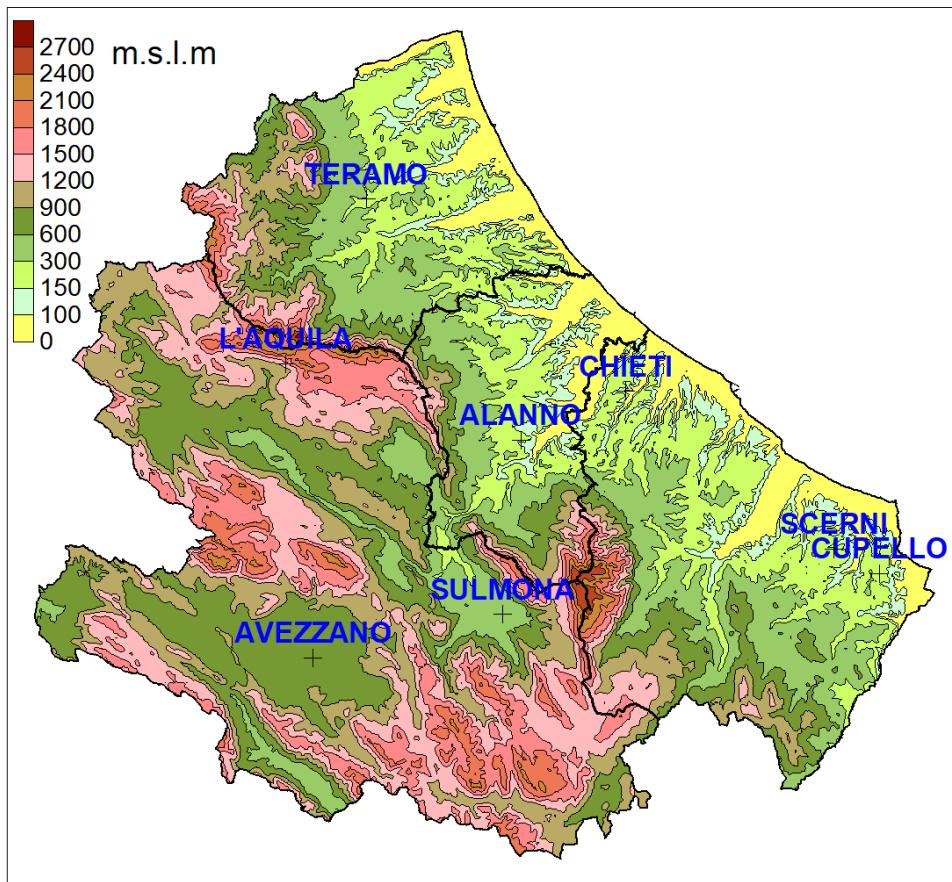 m.s.l.m
2700
2400
2100
1800
1500
1200
900
600
300
150
100
0
TERAMO
L'AQUILA
CHIETI
ALANNO
SCERNI
CUPELLO
SULMONA
AVEZZANO